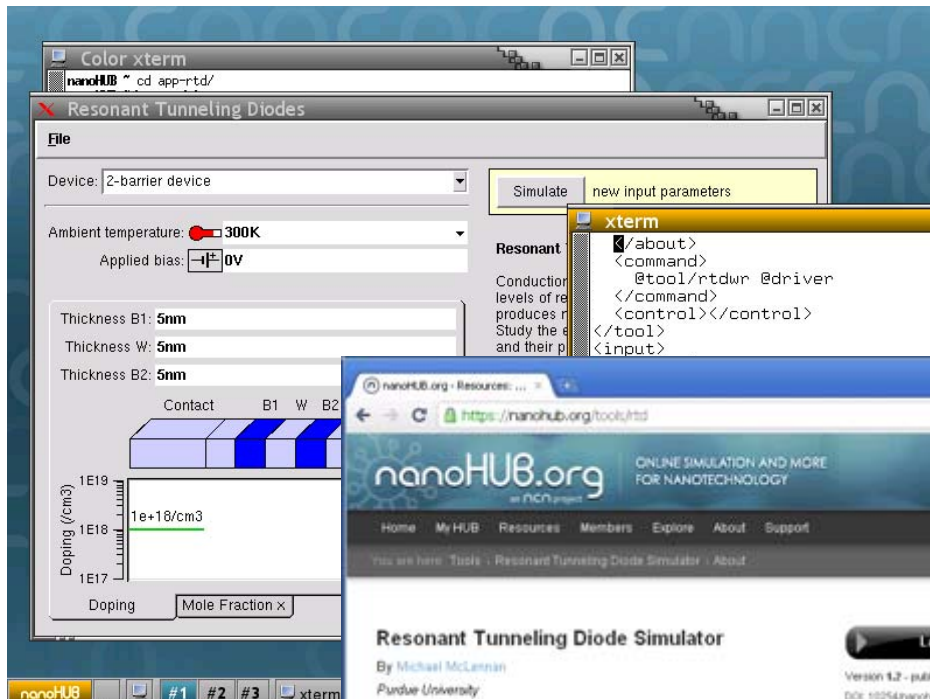 Color xterm
nanoHUB ~ cd app-rtd/
Resonant Tunneling Diodes
File
Device: 2-barrier device
Simulate new input parameters
Ambient temperature: 300K
Applied bias: 0V
Resonant
Conduction
levels of re
produces r
Study the e
and their p
Thickness B1: 5nm
Thickness W: 5nm
Thickness B2: 5nm
Contact B1 W B2
Doping (/cm3)
1E19
1E18
1E17
1e+18/cm3
Doping Mole Fraction x
xterm
</about>
<command>
@tool/rtdwr @driver
</command>
<control></control>
</tool>
<input>
nanoHUB.org - Resources: ...
https://nanohub.org/tools/rtd
nanoHUB.org
an ncn project
ONLINE SIMULATION AND MORE
FOR NANOTECHNOLOGY
Home My HUB Resources Members Explore About Support
You are here: Tools › Resonant Tunneling Diode Simulator › About
Resonant Tunneling Diode Simulator
By Michael McLennan
Purdue University
Version 1.2 - publ
nanoHUB #1 #2 #3 xterm